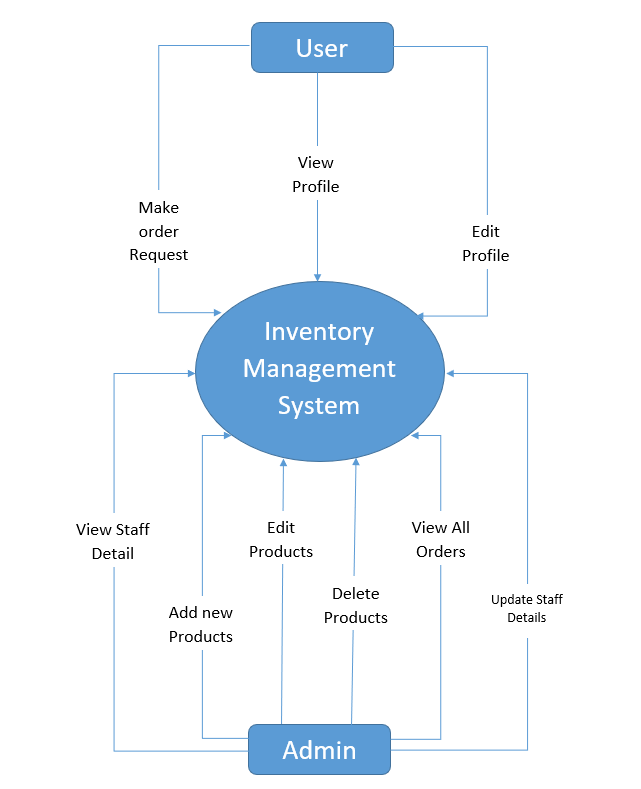 User
View
Profile
Make
order
Request
Edit
Profile
Inventory
Management
System
View Staff
Detail
Edit
Products
View All
Orders
Delete
Products
Update Staff
Details
Add new
Products
Admin